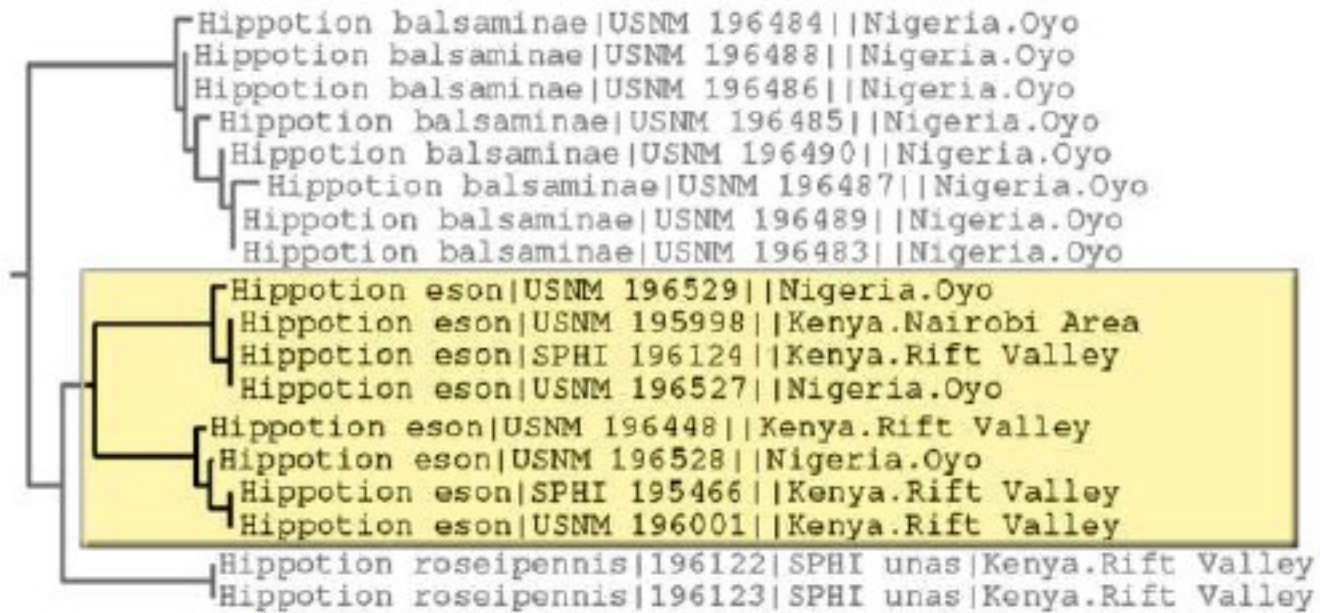 Hippotion balsaminae|USNM 196484||Nigeria.Oyo
Hippotion balsaminae|USNM 196488||Nigeria.Oyo
Hippotion balsaminae|USNM 196486||Nigeria.Oyo
Hippotion balsaminae|USNM 196485||Nigeria.Oyo
Hippotion balsaminae|USNM 196490||Nigeria.Oyo
Hippotion balsaminae|USNM 196487||Nigeria.Oyo
Hippotion balsaminae|USNM 196489||Nigeria.Oyo
Hippotion balsaminae|USNM 196483||Nigeria.Oyo
Hippotion eson|USNM 196529||Nigeria.Oyo
Hippotion eson|USNM 195998||Kenya.Nairobi Area
Hippotion eson|SPHI 196124||Kenya.Rift Valley
Hippotion eson|USNM 196527||Nigeria.Oyo
Hippotion eson|USNM 196448||Kenya.Rift Valley
Hippotion eson|USNM 196528||Nigeria.Oyo
Hippotion eson|SPHI 195466||Kenya.Rift Valley
Hippotion eson|USNM 196001||Kenya.Rift Valley
Hippotion roseipennis|196122|SPHI unas|Kenya.Rift Valley
Hippotion roseipennis|196123|SPHI unas|Kenya.Rift Valley